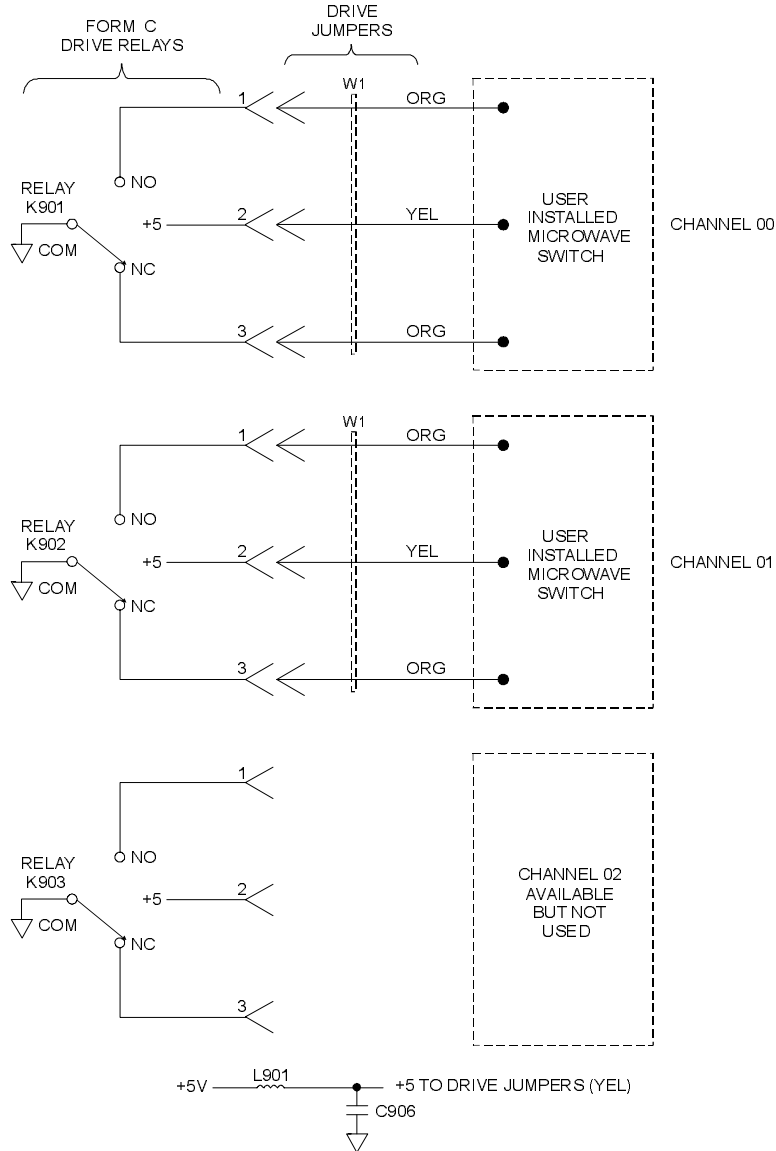 FORM C
DRIVE RELAYS
DRIVE
JUMPERS
W1
1
ORG
NO
RELAY
K901
+5
2
YEL
COM
NC
3
ORG
USER
INSTALLED
MICROWAVE
SWITCH
CHANNEL 00
W1
1
ORG
NO
RELAY
K902
+5
2
YEL
COM
NC
3
ORG
USER
INSTALLED
MICROWAVE
SWITCH
CHANNEL 01
1
NO
RELAY
K903
+5
2
COM
NC
3
CHANNEL 02
AVAILABLE
BUT NOT
USED
+5V
L901
+5 TO DRIVE JUMPERS (YEL)
C906